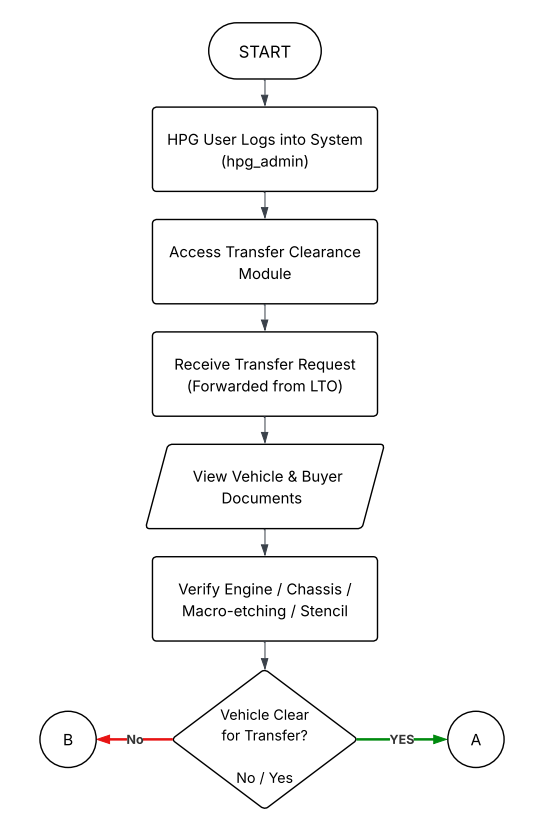 START
HPG User Logs into System
(hpg_admin)
Access Transfer Clearance
Module
Receive Transfer Request
(Forwarded from LTO)
View Vehicle & Buyer
Documents
Verify Engine / Chassis /
Macro-etching / Stencil
Vehicle Clear
for Transfer?
B
No
YES
A
No / Yes